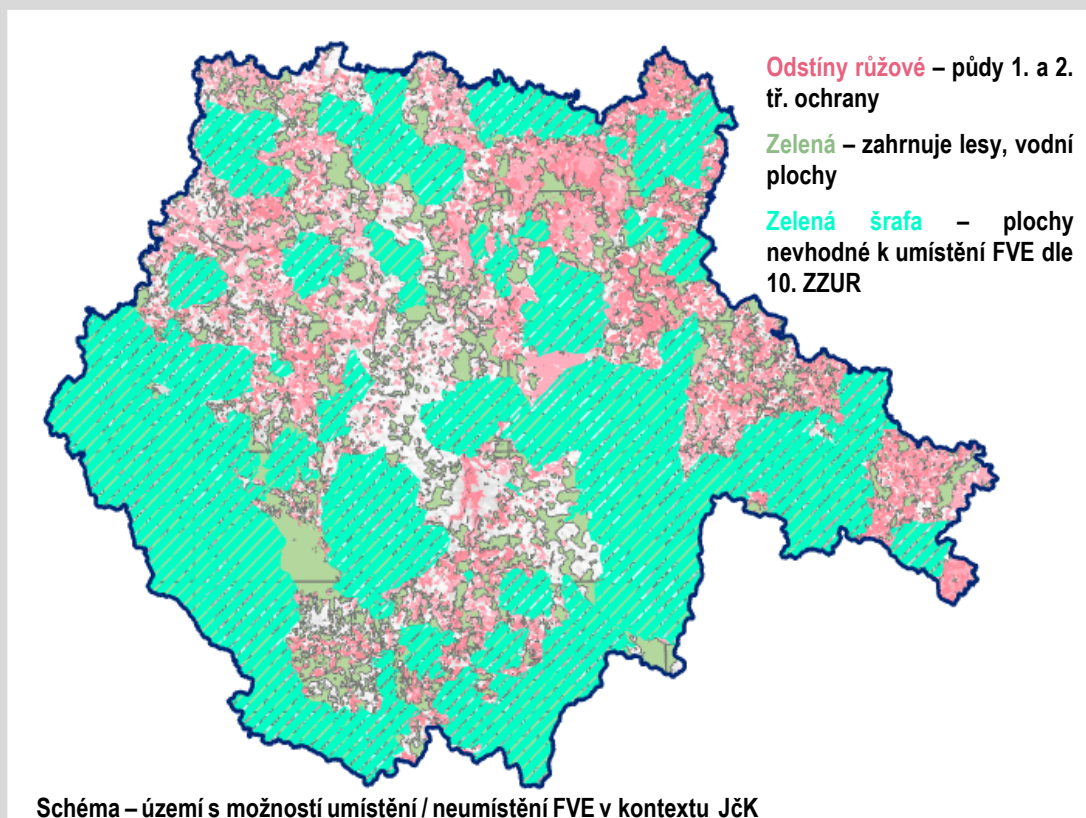 Odstíny růžové – půdy 1. a 2.
tř. ochrany
Zelená – zahrnuje lesy, vodní
plochy
Zelená šrafa – plochy
nevhodné k umístění FVE dle
10. ZZUR
Schéma – území s možností umístění / neumístění FVE v kontextu JčK